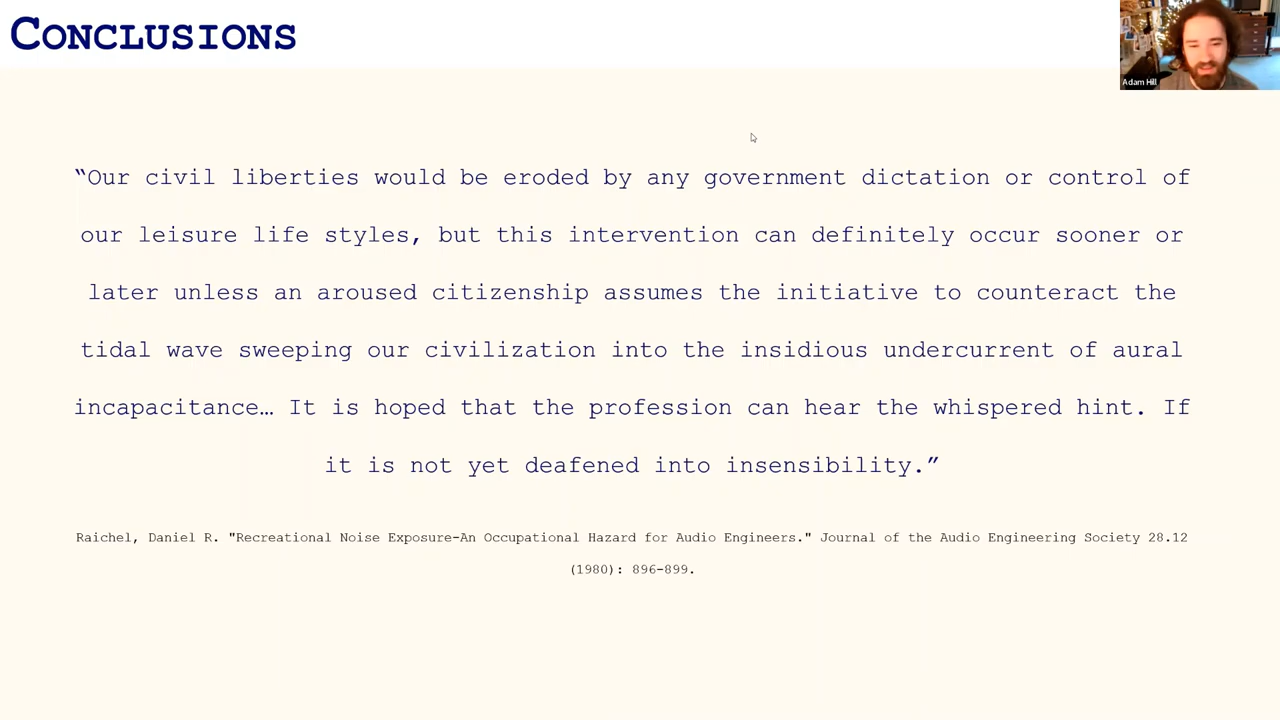 CONCLUSIONS
Adam Hill
“Our civil liberties would be eroded by any government dictation or control of
our leisure life styles, but this intervention can definitely occur sooner or
later unless an aroused citizenship assumes the initiative to counteract the
tidal wave sweeping our civilization into the insidious undercurrent of aural
incapacitance… It is hoped that the profession can hear the whispered hint. If
it is not yet deafened into insensibility.”
Raichel, Daniel R. "Recreational Noise Exposure-An Occupational Hazard for Audio Engineers." Journal of the Audio Engineering Society 28.12
(1980): 896-899.